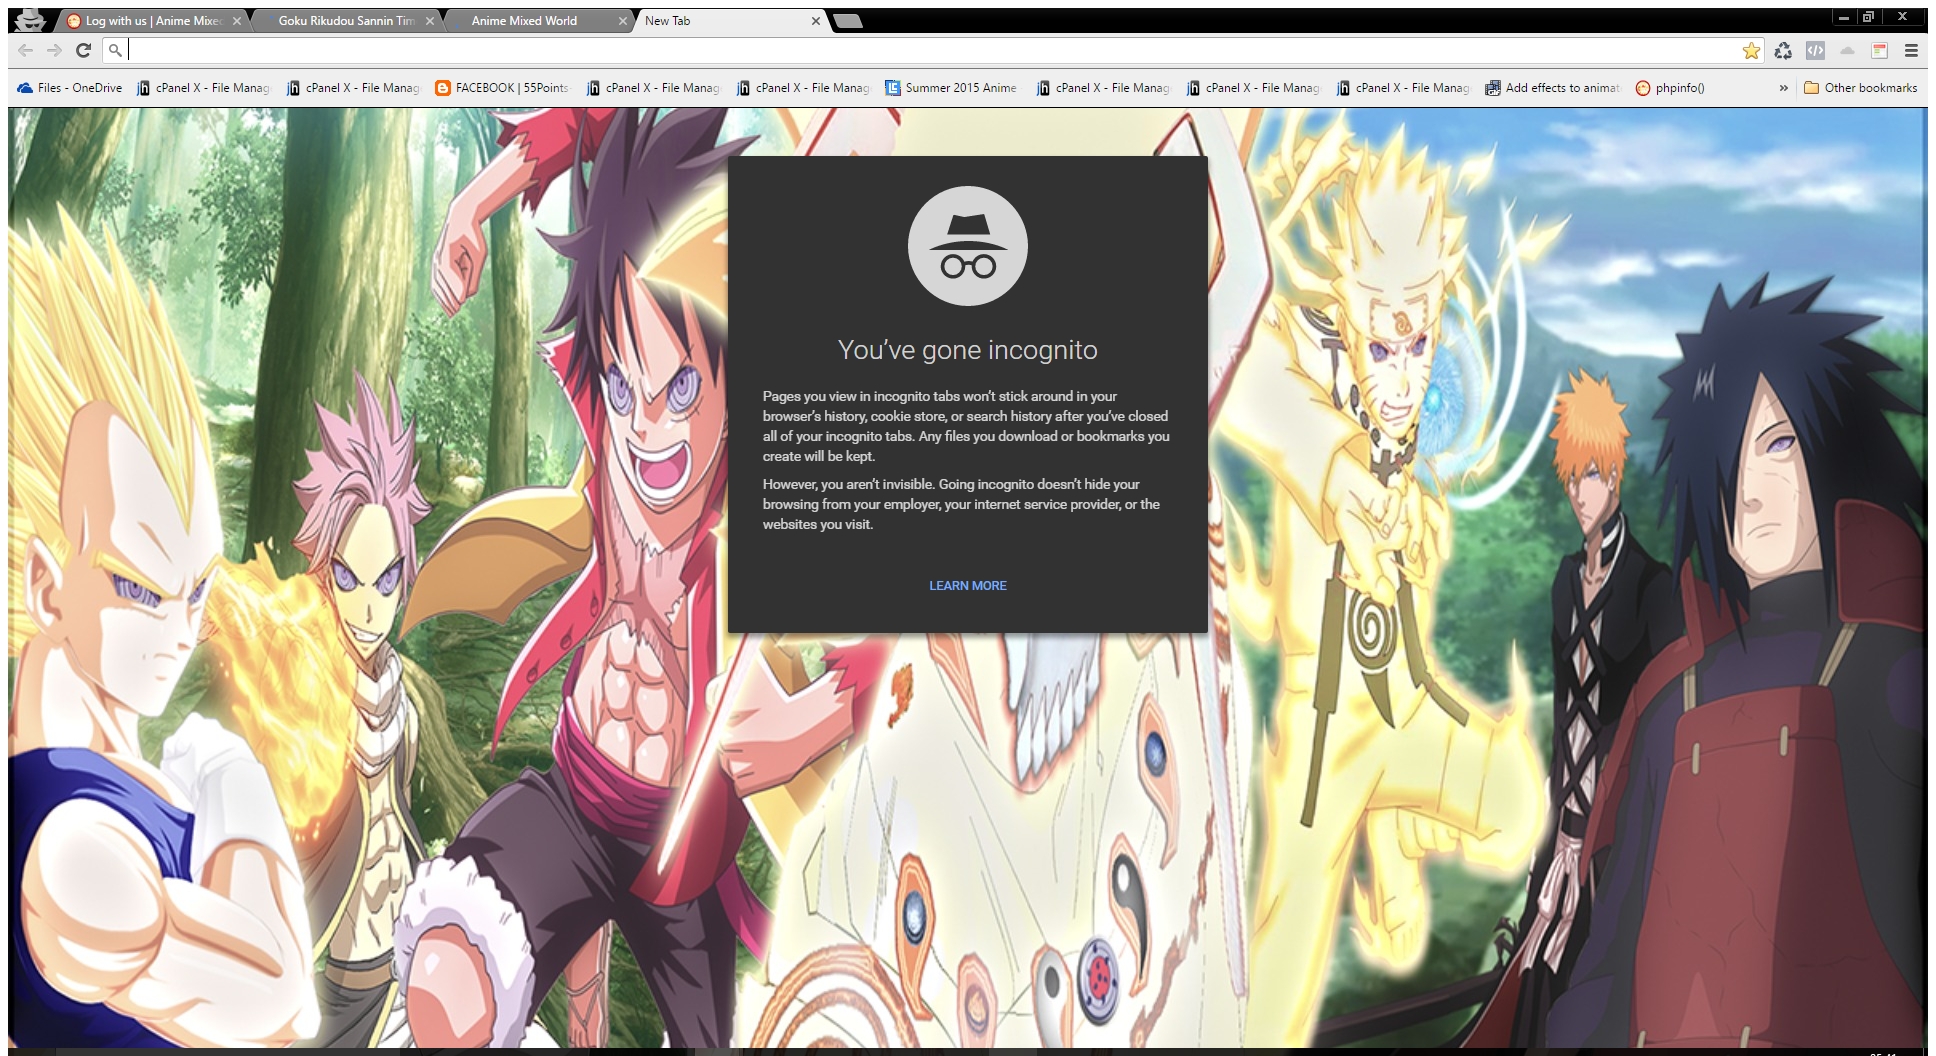 Log with us | Anime Mixe
Goku Rikudou Sannin Tim
Anime Mixed World
New Tab
Files - OneDrive
cPanel X - File Manag
cPanel X - File Manag
FACEBOOK | 55Points
cPanel X - File Manag
cPanel X - File Manag
Summer 2015 Anime
cPanel X - File Manag
cPanel X - File Manag
cPanel X - File Manag
Add effects to animat
phpinfo()
»
Other bookmarks
You've gone incognito
Pages you view in incognito tabs won't stick around in your
browser's history, cookie store, or search history after you've closed
all of your incognito tabs. Any files you download or bookmarks you
create will be kept.
However, you aren't invisible. Going incognito doesn't hide your
browsing from your employer, your internet service provider, or the
websites you visit.
LEARN MORE